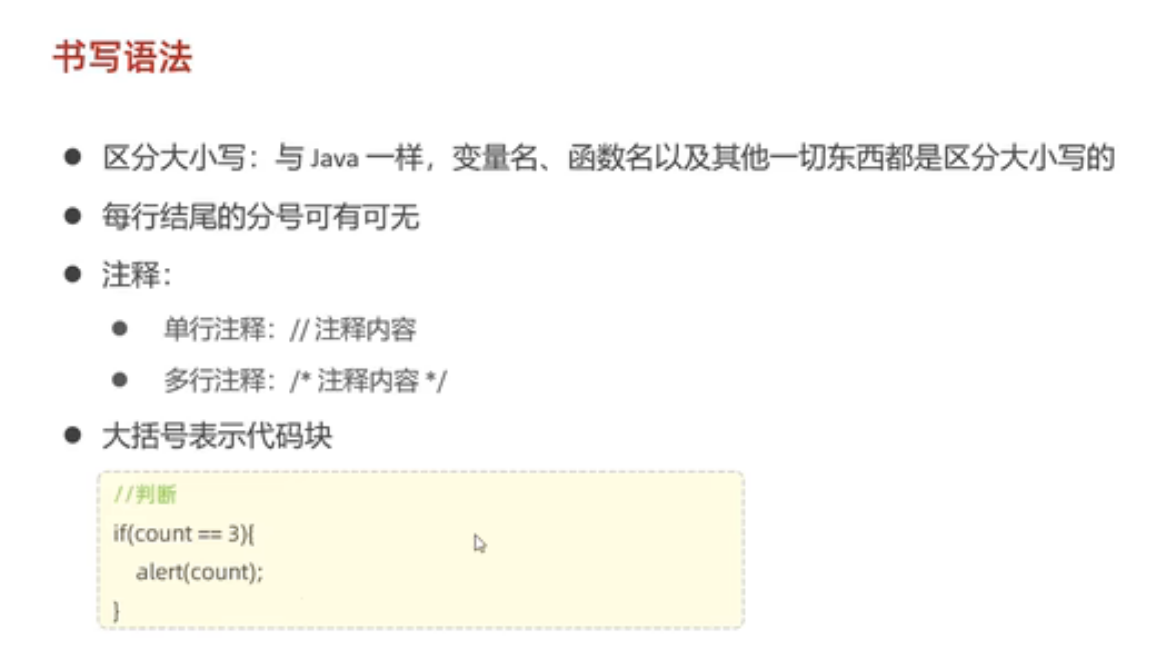 书写语法
● 区分大小写：与 Java 一样，变量名、函数名以及其他一切东西都是区分大小写的
● 每行结尾的分号可有可无
● 注释：
● 单行注释：// 注释内容
● 多行注释：/* 注释内容 */
● 大括号表示代码块
//判断
if(count == 3){
alert(count);
}